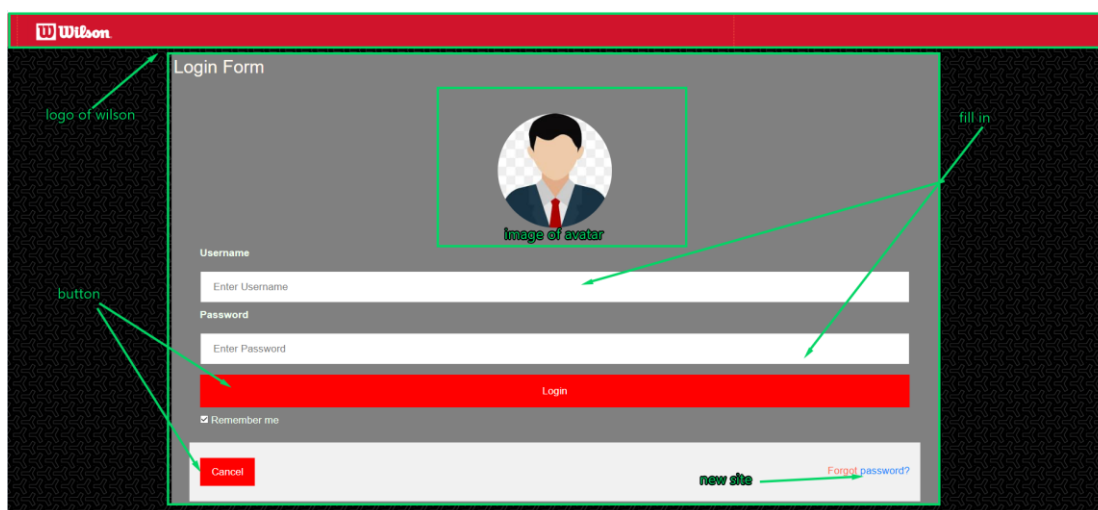 W Wilson
Login Form
logo of wilson
fill in
image of avatar
Username
Enter Username
button
Password
Enter Password
Login
Remember me
Cancel
Forgot password?
new site